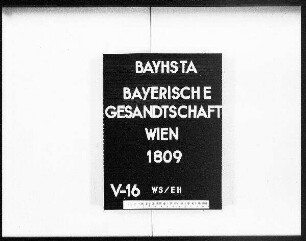 BAYHSTA
BAYERISCHE
GESANDTSCHAFT
WIEN
1809
V-16 WS/EH